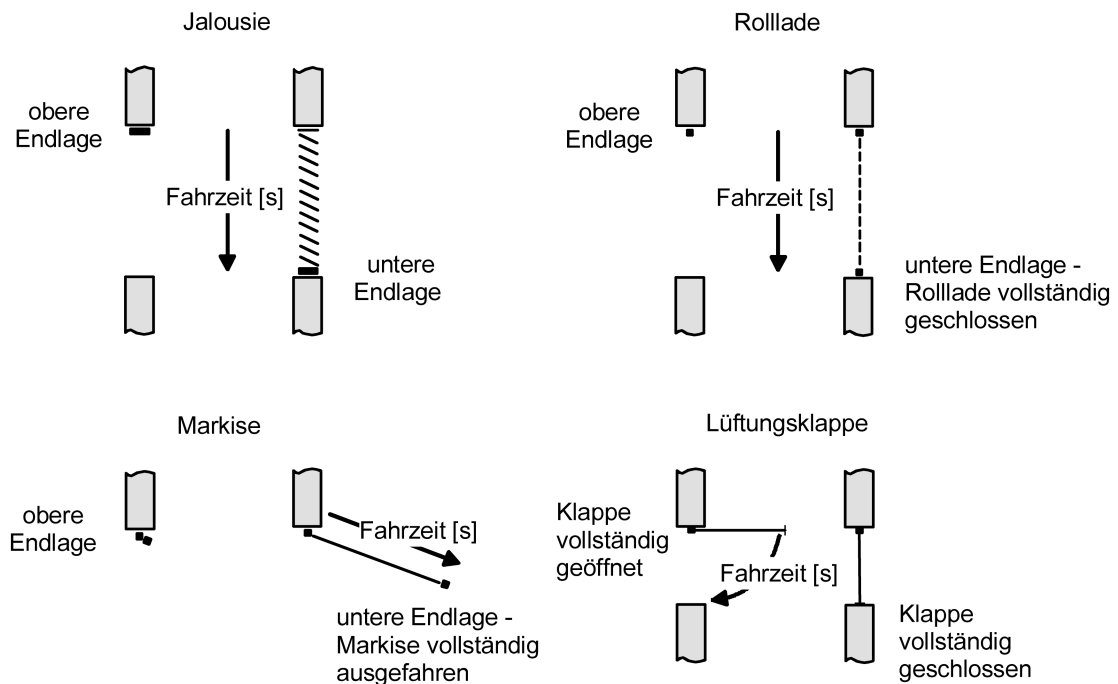 Jalousie
obere
Endlage
Fahrzeit [s]
untere
Endlage
Rolllade
obere
Endlage
Fahrzeit [s]
untere Endlage -
Rolllade vollständig
geschlossen
Markise
obere
Endlage
Fahrzeit [s]
untere Endlage -
Markise vollständig
ausgefahren
Lüftungsklappe
Klappe
vollständig
geöffnet
Fahrzeit [s]
Klappe
vollständig
geschlossen